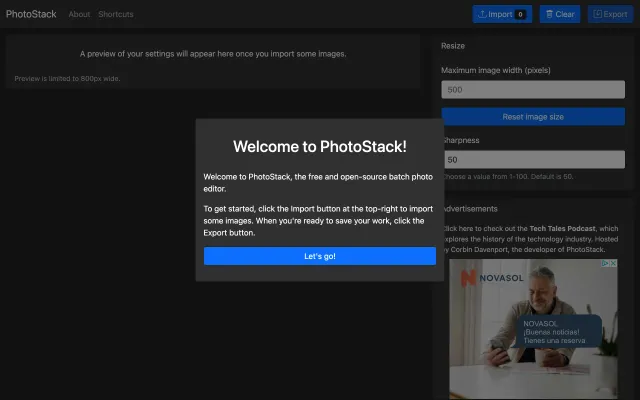 PhotoStack
About
Shortcuts
Import 0
Clear
Export
A preview of your settings will appear here once you import some images.
Preview is limited to 800px wide.
Resize
Maximum image width (pixels)
500
Reset image size
Sharpness
50
Choose a value from 1-100. Default is 50.
Advertisements
Click here to check out the Tech Tales Podcast, which
explores the history of the technology industry. Hosted
by Corbin Davenport, the developer of PhotoStack.
NOVASOL
NOVASOL
¡Buenas noticias!
Tienes una reserva
Welcome to PhotoStack!
Welcome to PhotoStack, the free and open-source batch photo
editor.
To get started, click the Import button at the top-right to import
some images. When you're ready to save your work, click the
Export button.
Let's go!